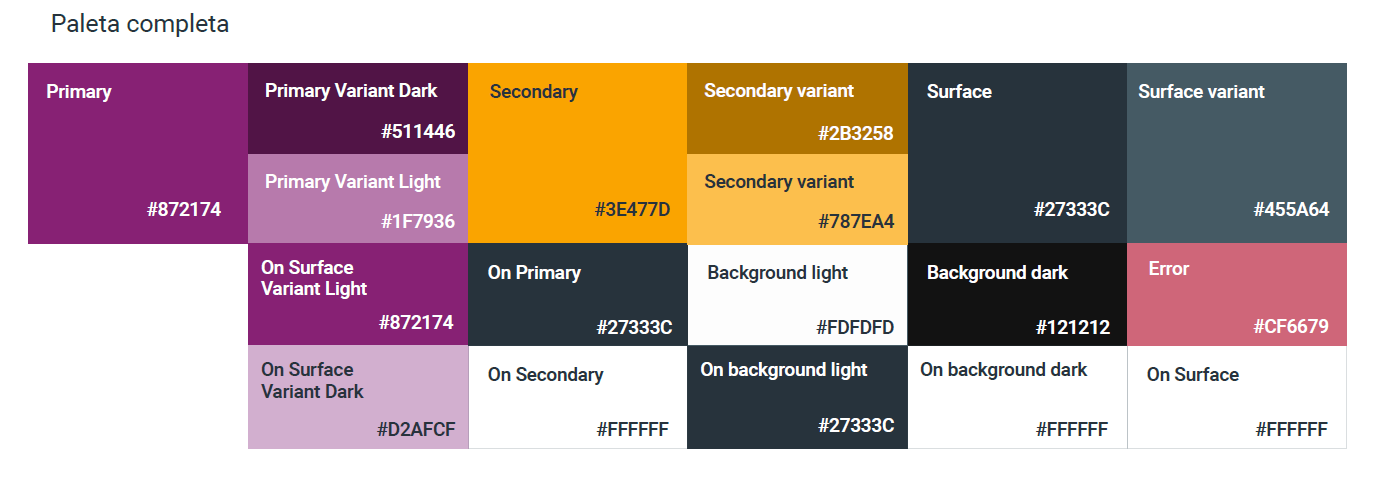 Paleta completa
Primary
#872174
Primary Variant Dark
#511446
Primary Variant Light
#1F7936
Secondary
#3E477D
Secondary variant
#2B3258
Secondary variant
#787EA4
Surface
#27333C
Surface variant
#455A64
On Surface
Variant Light
#872174
On Primary
#27333C
Background light
#FDFDFD
Background dark
#121212
Error
#CF6679
On Surface
Variant Dark
#D2AFCF
On Secondary
#FFFFFF
On background light
#27333C
On background dark
#FFFFFF
On Surface
#FFFFFF